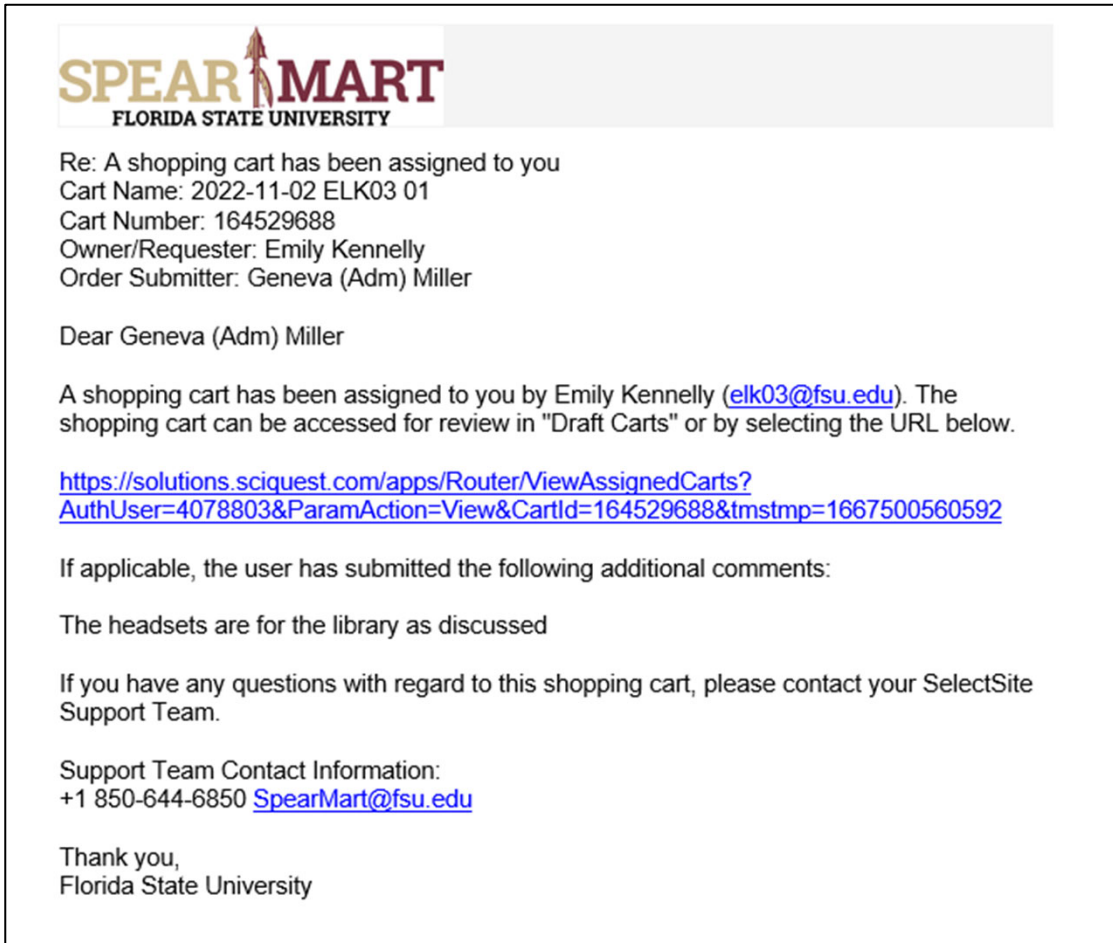 SPEAR MART
FLORIDA STATE UNIVERSITY
Re: A shopping cart has been assigned to you
Cart Name: 2022-11-02 ELK03 01
Cart Number: 164529688
Owner/Requester: Emily Kennelly
Order Submitter: Geneva (Adm) Miller
Dear Geneva (Adm) Miller
A shopping cart has been assigned to you by Emily Kennelly (elk03@fsu.edu). The
shopping cart can be accessed for review in "Draft Carts" or by selecting the URL below.
https://solutions.sciquest.com/apps/Router/ViewAssignedCarts?
AuthUser=4078803&ParamAction=View&CartId=164529688&tmstmp=1667500560592
If applicable, the user has submitted the following additional comments:
The headsets are for the library as discussed
If you have any questions with regard to this shopping cart, please contact your SelectSite
Support Team.
Support Team Contact Information:
+1 850-644-6850 SpearMart@fsu.edu
Thank you,
Florida State University